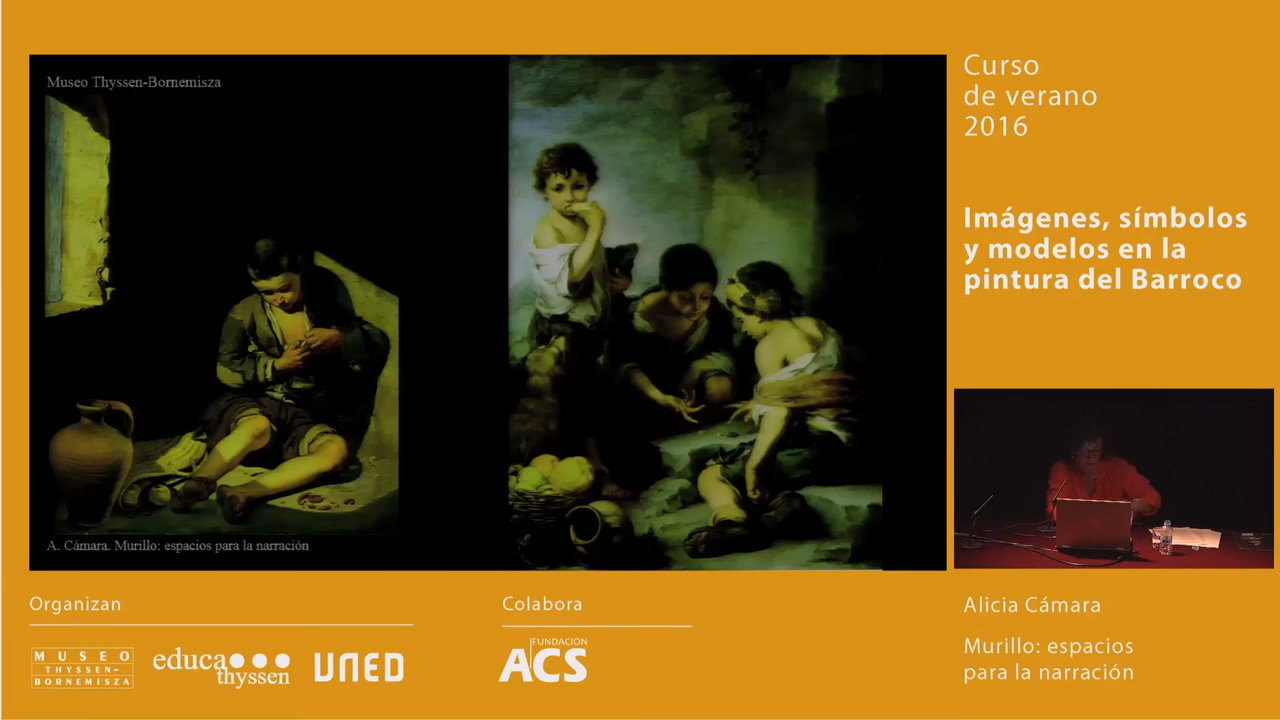 Museo Thyssen-Bornemisza
A. Cámara. Murillo: espacios para la narración
Curso
de verano
2016
Imágenes, símbolos
y modelos en la
pintura del Barroco
Organizan
MUSEO
THYSSEN-
BORNEMISZA
educa
thyssen
UNED
Colabora
FUNDACION
ACS
Alicia Cámara
Murillo: espacios
para la narración